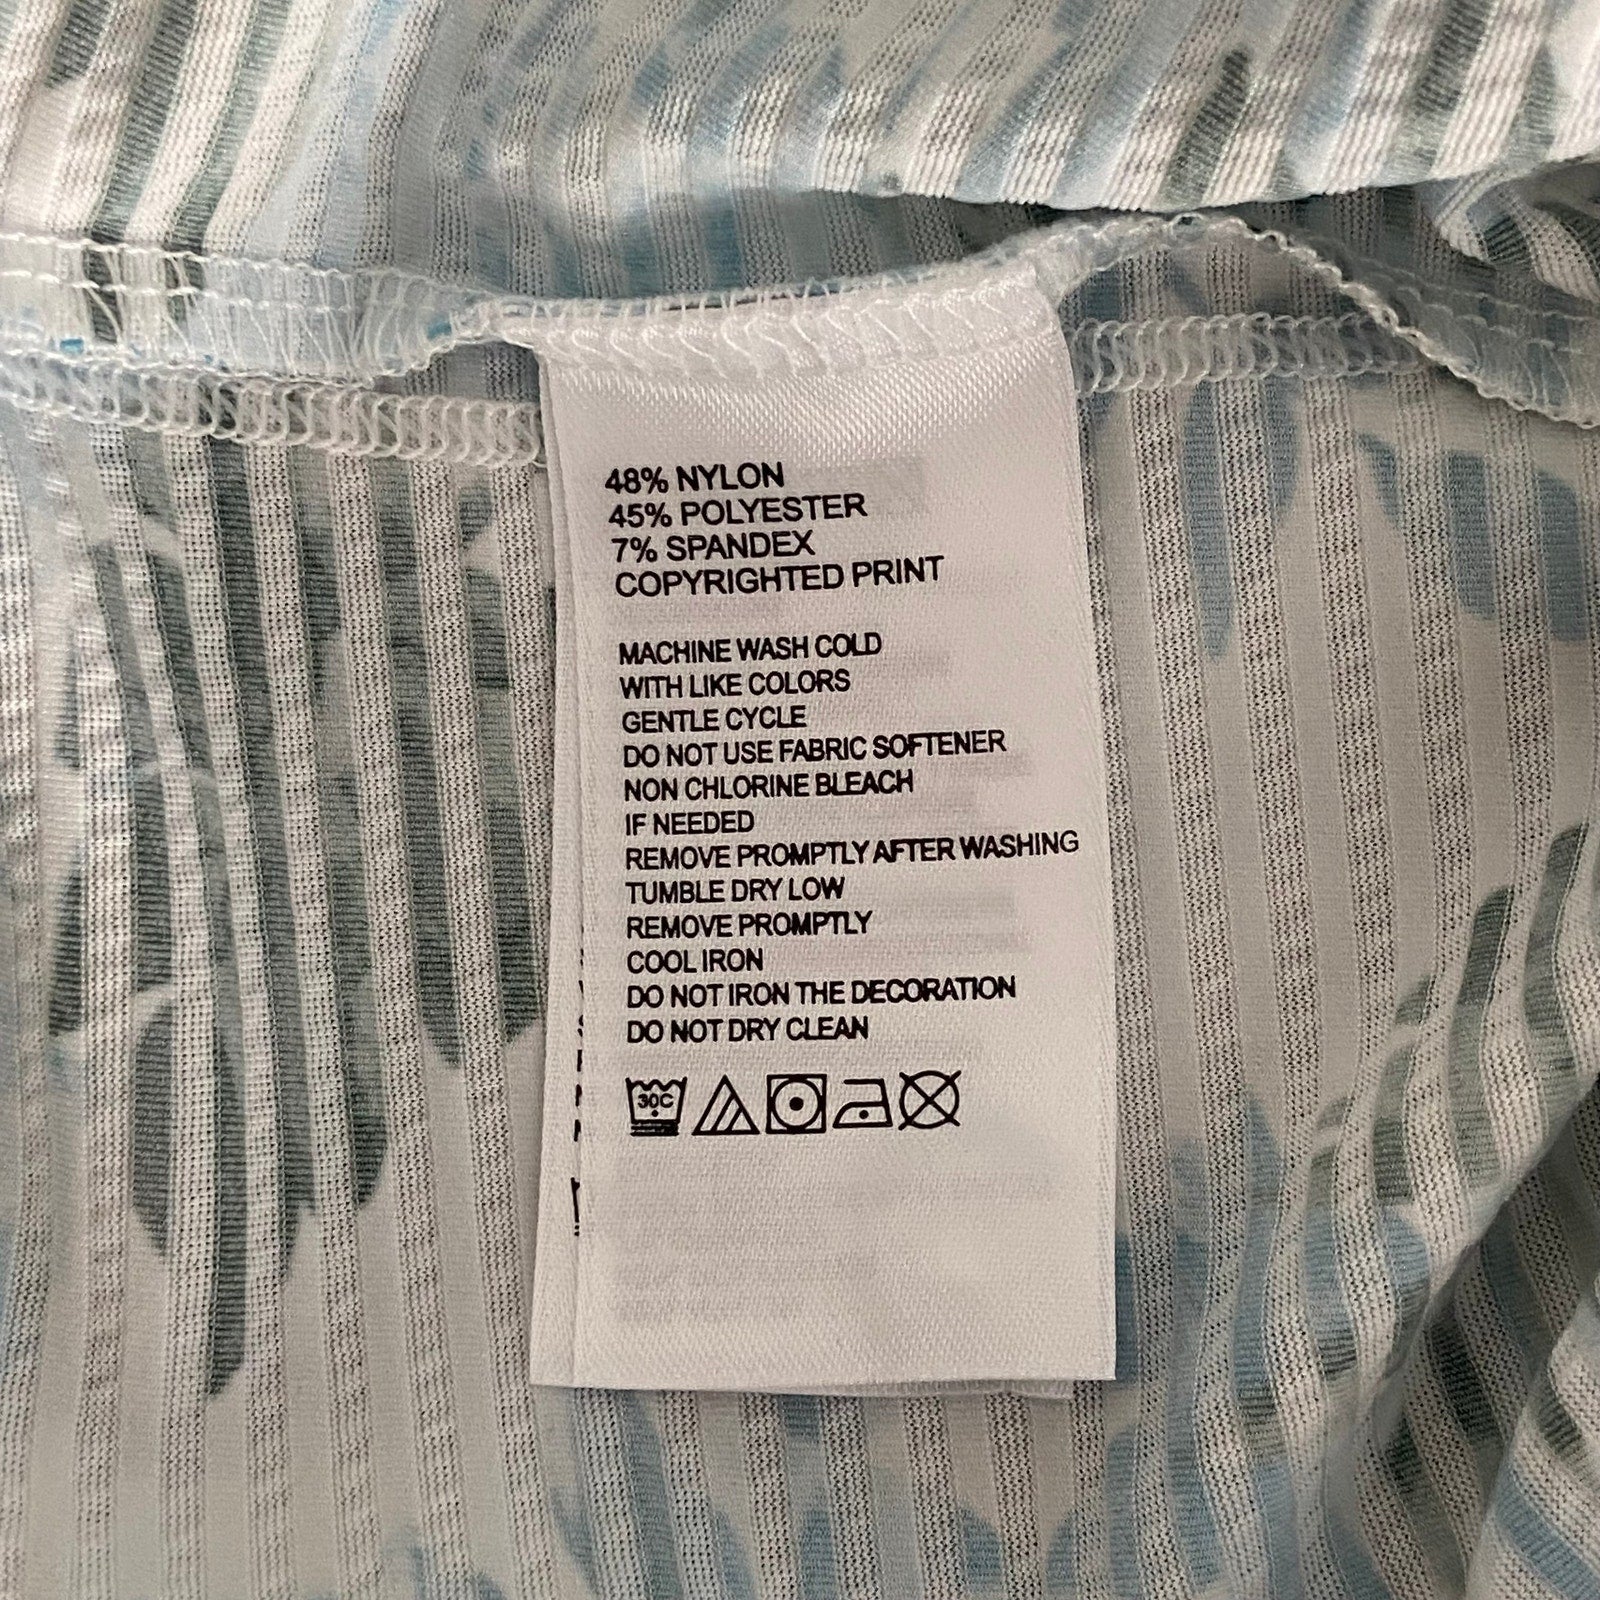 48% NYLON
45% POLYESTER
7% SPANDEX
COPYRIGHTED PRINT
MACHINE WASH COLD
WITH LIKE COLORS
GENTLE CYCLE
DO NOT USE FABRIC SOFTENER
NON CHLORINE BLEACH
IF NEEDED
REMOVE PROMPTLY AFTER WASHING
TUMBLE DRY LOW
REMOVE PROMPTLY
COOL IRON
DO NOT IRON THE DECORATION
DO NOT DRY CLEAN
30C